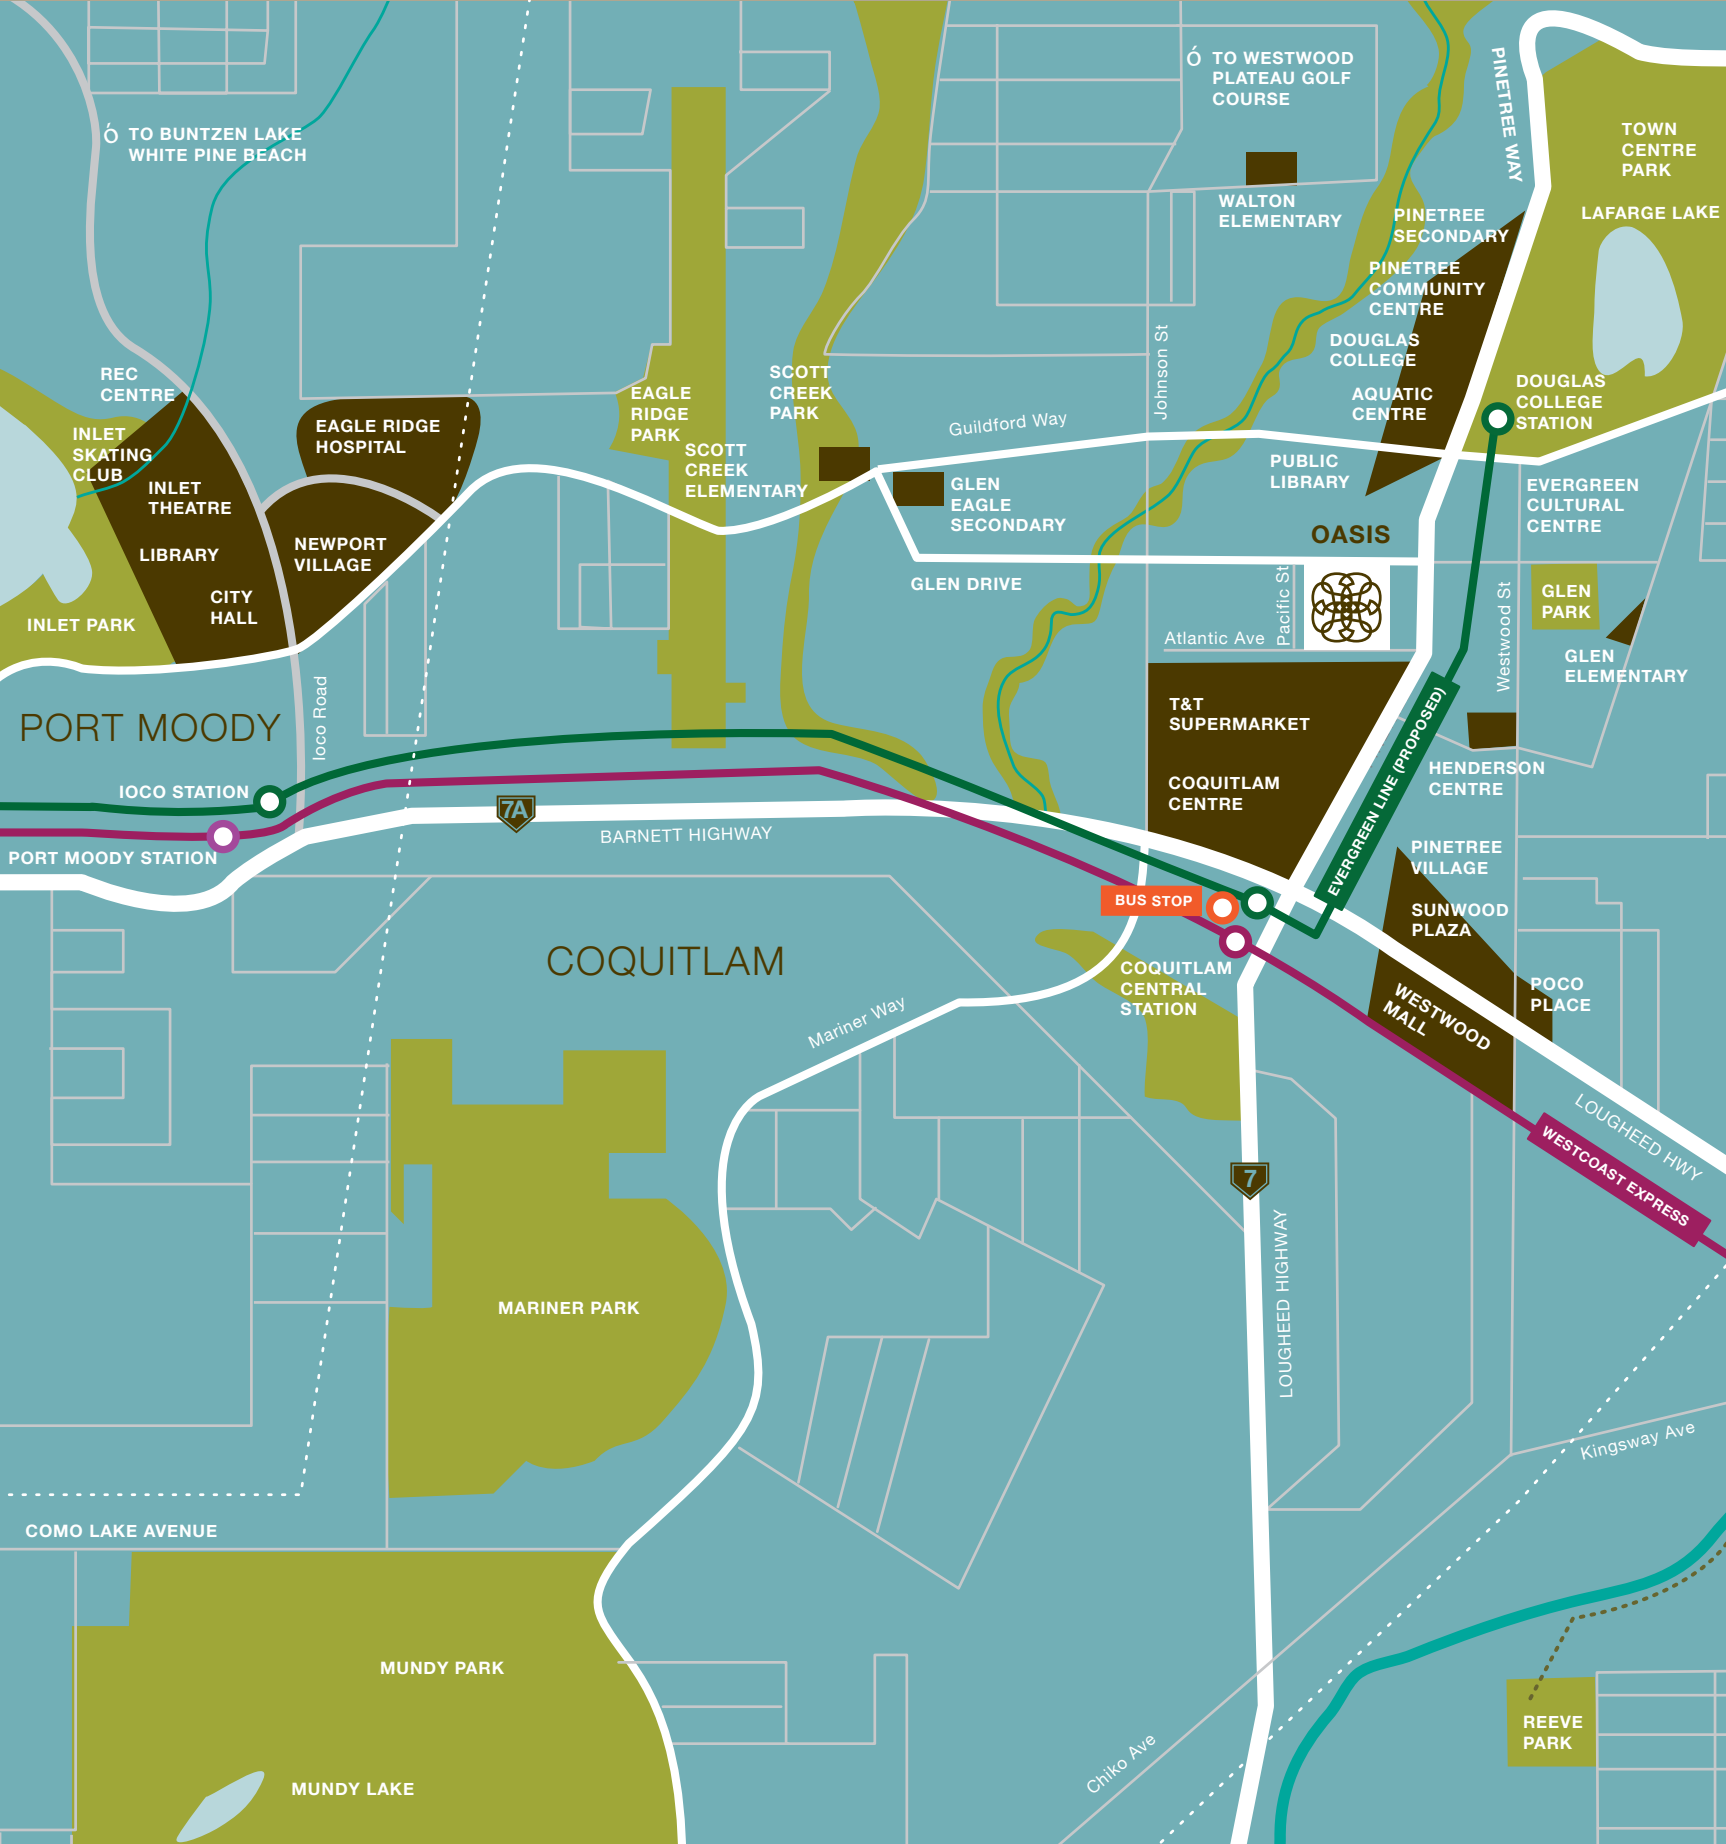 Ó TO WESTWOOD
PLATEAU GOLF
COURSE
PINETREE WAY
Ó TO BUNTZEN LAKE
WHITE PINE BEACH
TOWN
CENTRE
PARK
LAFARGE LAKE
WALTON
ELEMENTARY
PINETREE
SECONDARY
PINETREE
COMMUNITY
CENTRE
DOUGLAS
COLLEGE
AQUATIC
CENTRE
DOUGLAS
COLLEGE
STATION
Johnson St
REC
CENTRE
INLET
SKATING
CLUB
EAGLE RIDGE
HOSPITAL
EAGLE
RIDGE
PARK
SCOTT
CREEK
PARK
SCOTT
CREEK
ELEMENTARY
Guildford Way
GLEN
EAGLE
SECONDARY
PUBLIC
LIBRARY
EVERGREEN
CULTURAL
CENTRE
INLET
THEATRE
LIBRARY
NEWPORT
VILLAGE
CITY
HALL
INLET PARK
OASIS
GLEN DRIVE
Pacific St
Atlantic Ave
Westwood St
GLEN
PARK
GLEN
ELEMENTARY
PORT MOODY
Ioco Road
T&T
SUPERMARKET
COQUITLAM
CENTRE
EVERGREEN LINE (PROPOSED)
HENDERSON
CENTRE
IOCO STATION
7A
BARNETT HIGHWAY
PORT MOODY STATION
PINETREE
VILLAGE
SUNWOOD
PLAZA
BUS STOP
COQUITLAM
COQUITLAM
CENTRAL
STATION
POCO
PLACE
WESTWOOD
MALL
Mariner Way
LOUGHEED HWY
WESTCOAST EXPRESS
7
LOUGHEED HIGHWAY
MARINER PARK
Kingsway Ave
COMO LAKE AVENUE
MUNDY PARK
REEVE
PARK
Chiko Ave
MUNDY LAKE